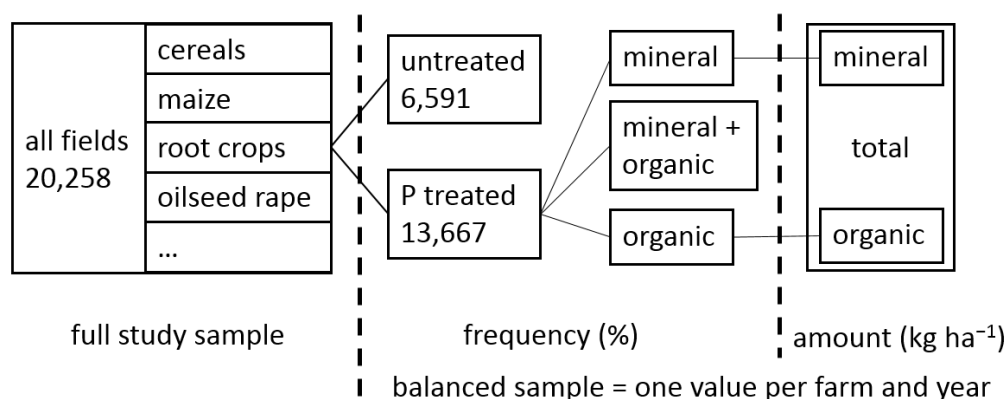 all fields
20,258
cereals
maize
root crops
oilseed rape
...
untreated
6,591
P treated
13,667
mineral
mineral +
organic
organic
mineral
total
organic
full study sample
frequency (%)
amount (kg ha⁻¹)
balanced sample = one value per farm and year